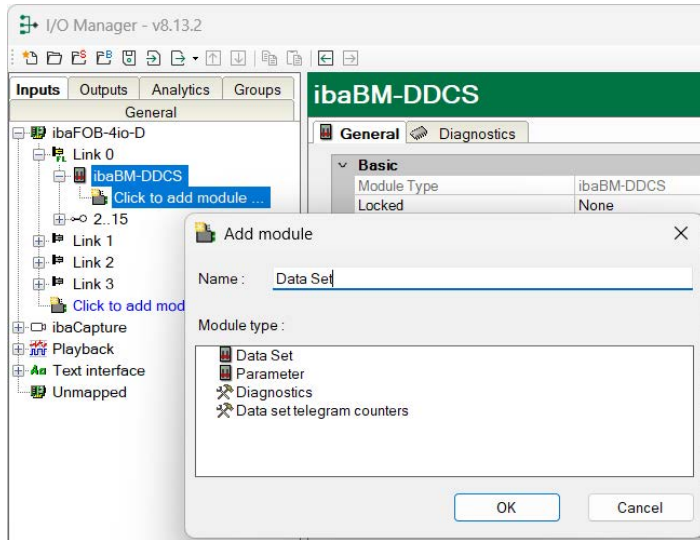 I/O Manager - v8.13.2
Inputs Outputs Analytics Groups
General
ibaFOB-4io-D
Link 0
ibaBM-DDCS
Click to add module ...
2..15
Link 1
Link 2
Link 3
Click to add mod
ibaCapture
Playback
Text interface
Unmapped
ibaBM-DDCS
General Diagnostics
Basic
Module Type ibaBM-DDCS
Locked None
Add module
Name : Data Set
Module type :
Data Set
Parameter
Diagnostics
Data set telegram counters
OK Cancel